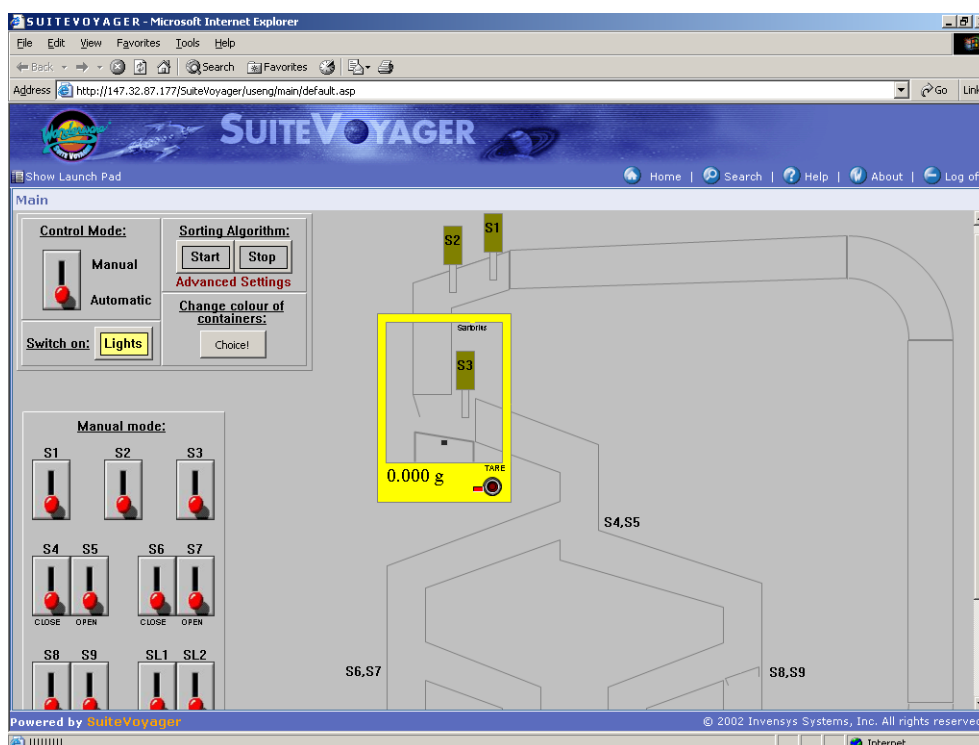 S U I T E V O Y A G E R - Microsoft Internet Explorer
File Edit View Favorites Tools Help
Back Search Favorites
Address http://147.32.87.177/SuiteVoyager/useng/main/default.asp Go Link
Wonderware
SUITE VOYAGER
SUITEVOYAGER
Show Launch Pad Home | Search | Help | About | Log of
Main
Control Mode:
Manual
Automatic
Switch on: Lights
Sorting Algorithm:
Start Stop
Advanced Settings
Change colour of
containers:
Choice!
S2 S1
Sartorius
S3
0.000 g
TARE
S4,S5
S6,S7
S8,S9
Manual mode:
S1 S2 S3
S4 S5 S6 S7
CLOSE OPEN CLOSE OPEN
S8 S9 SL1 SL2
Powered by SuiteVoyager © 2002 Invensys Systems, Inc. All rights reserved
Internet